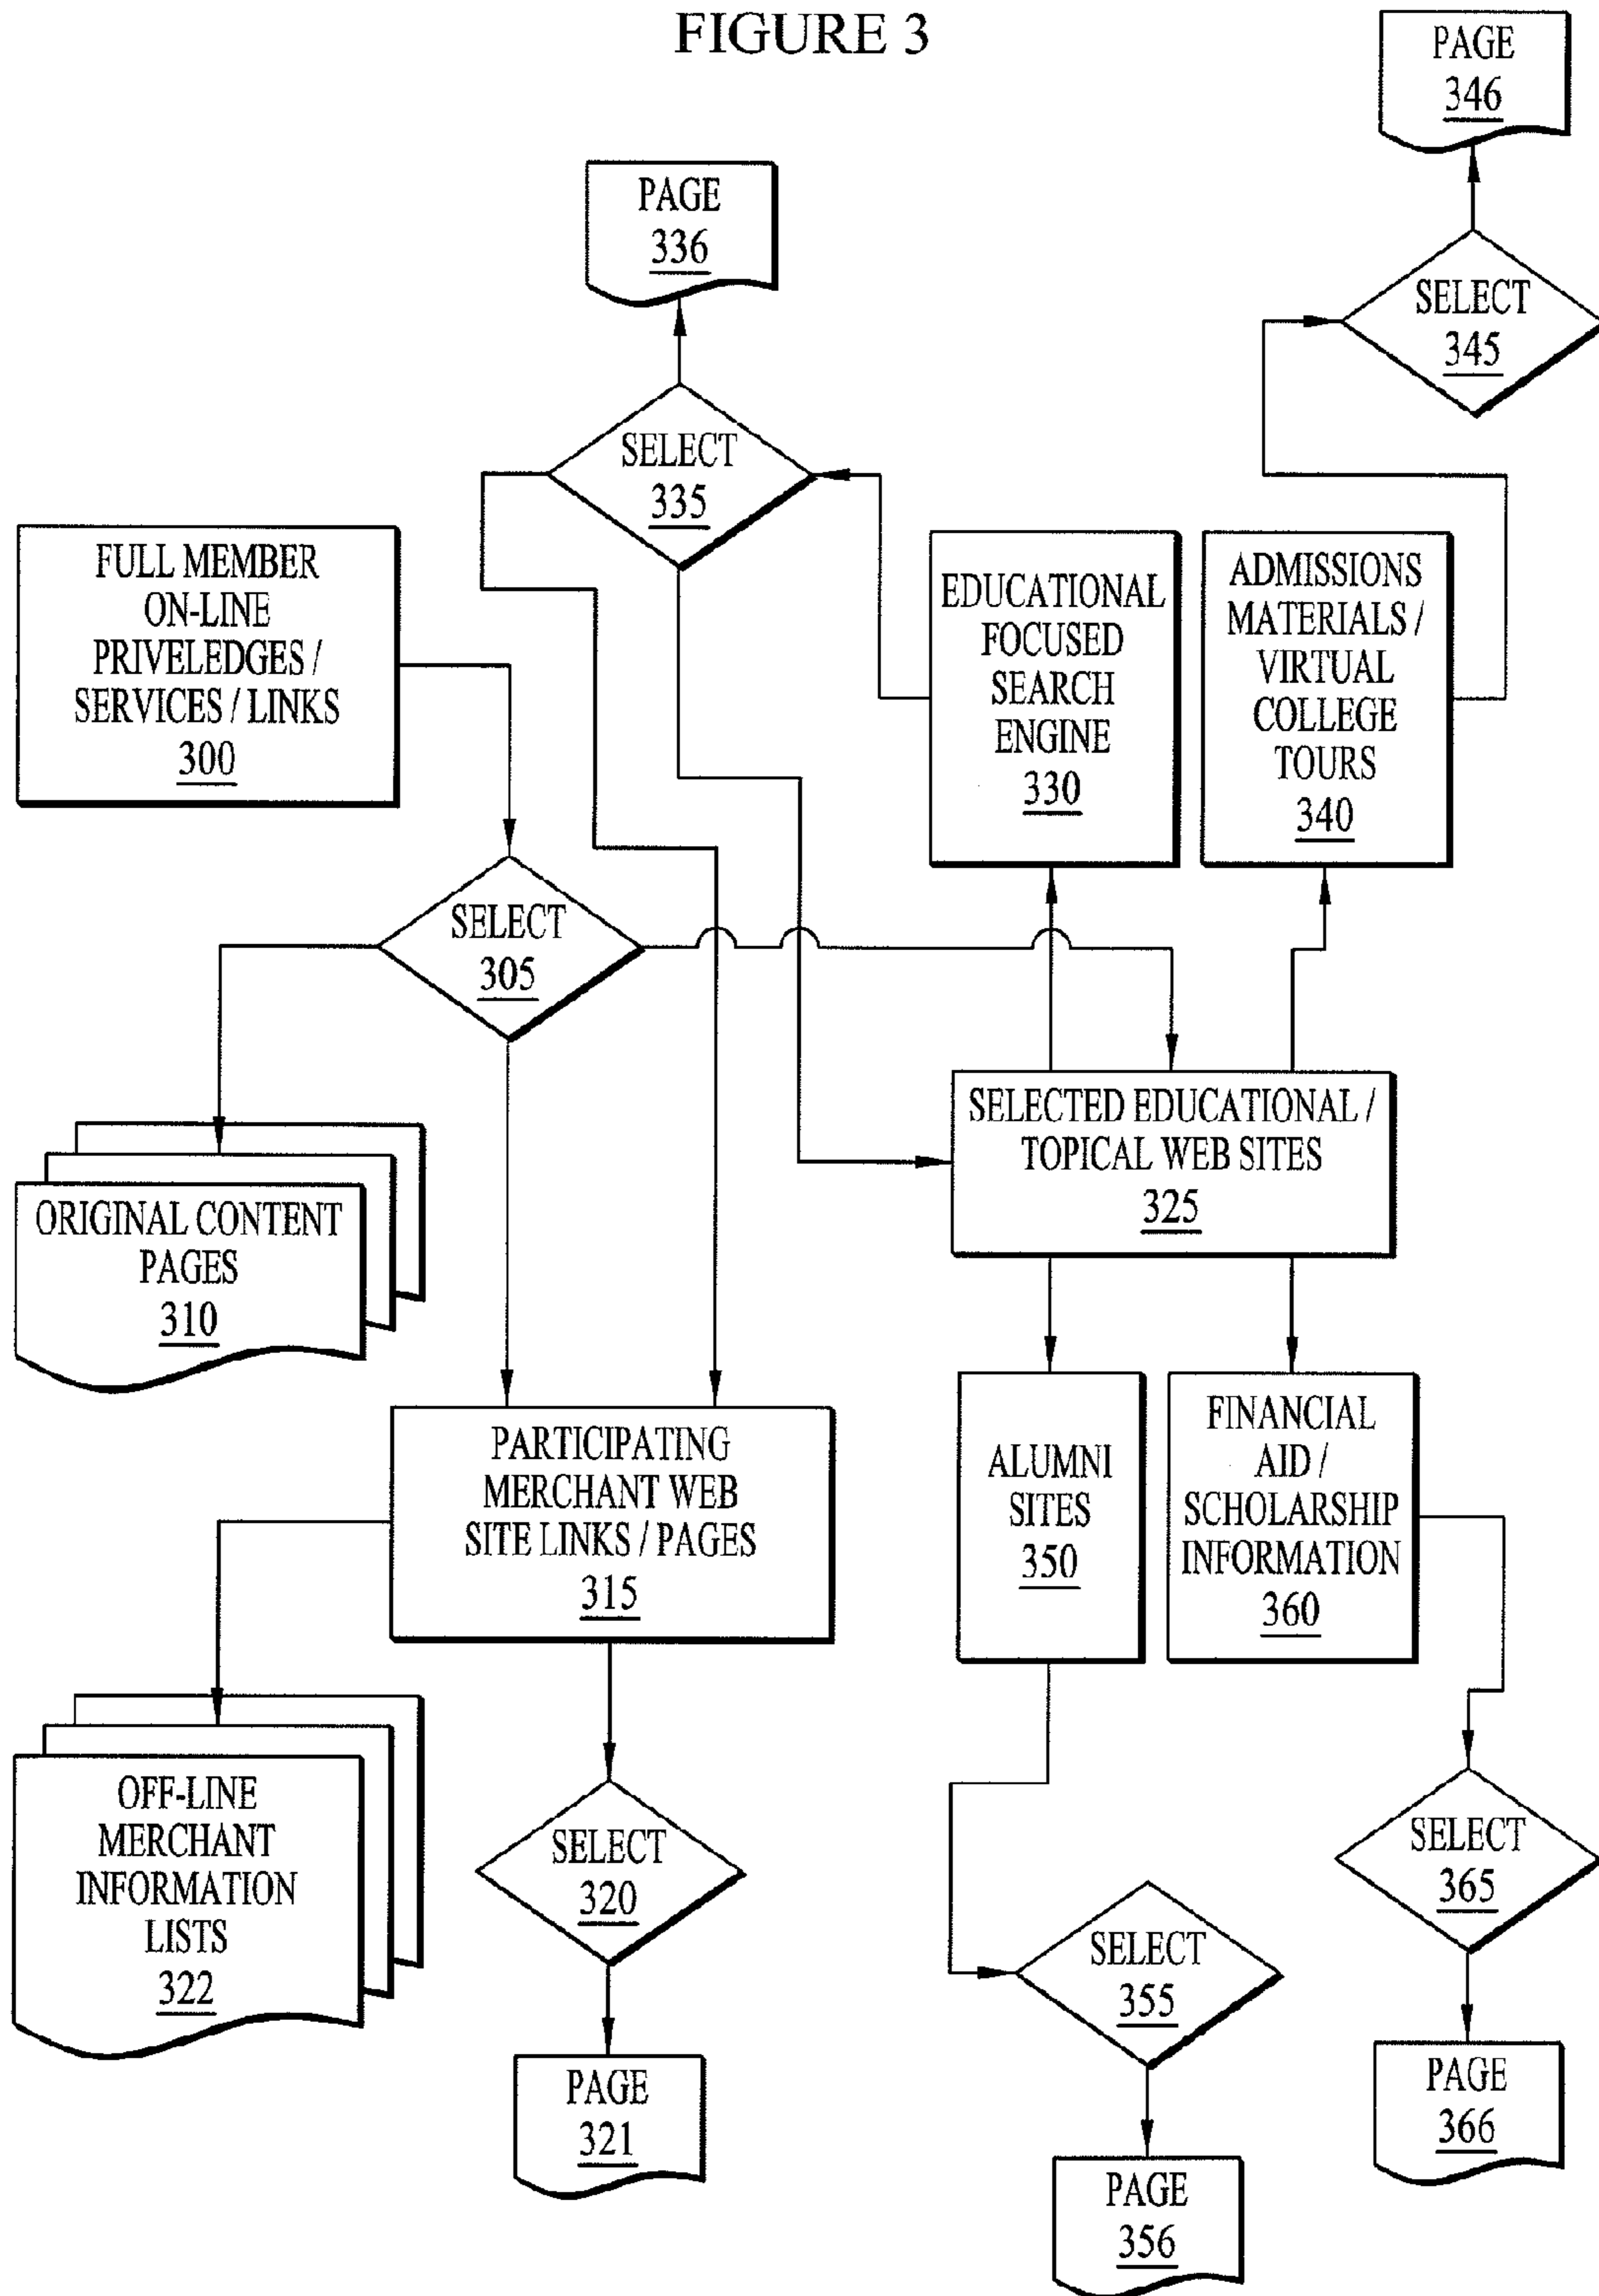 FIGURE 3
PAGE
346
PAGE
336
SELECT
345
SELECT
335
FULL MEMBER
ON-LINE
PRIVELEDGES /
SERVICES / LINKS
300
EDUCATIONAL
FOCUSED
SEARCH
ENGINE
330
ADMISSIONS
MATERIALS /
VIRTUAL
COLLEGE
TOURS
340
SELECT
305
SELECTED EDUCATIONAL /
TOPICAL WEB SITES
325
ORIGINAL CONTENT
PAGES
310
PARTICIPATING
MERCHANT WEB
SITE LINKS / PAGES
315
ALUMNI
SITES
350
FINANCIAL
AID /
SCHOLARSHIP
INFORMATION
360
OFF-LINE
MERCHANT
INFORMATION
LISTS
322
SELECT
320
SELECT
355
SELECT
365
PAGE
321
PAGE
356
PAGE
366